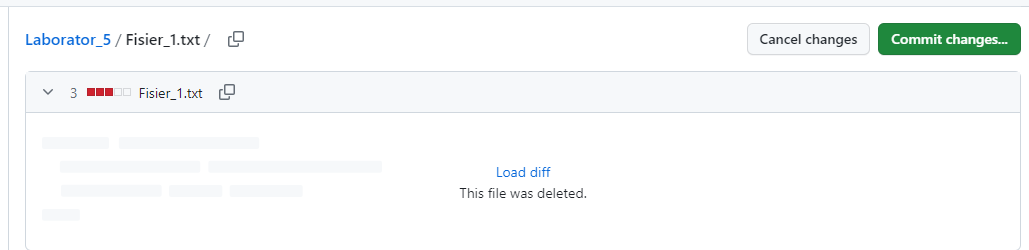 Laborator_5 / Fisier_1.txt /
Cancel changes
Commit changes...
3 Fisier_1.txt
Load diff
This file was deleted.